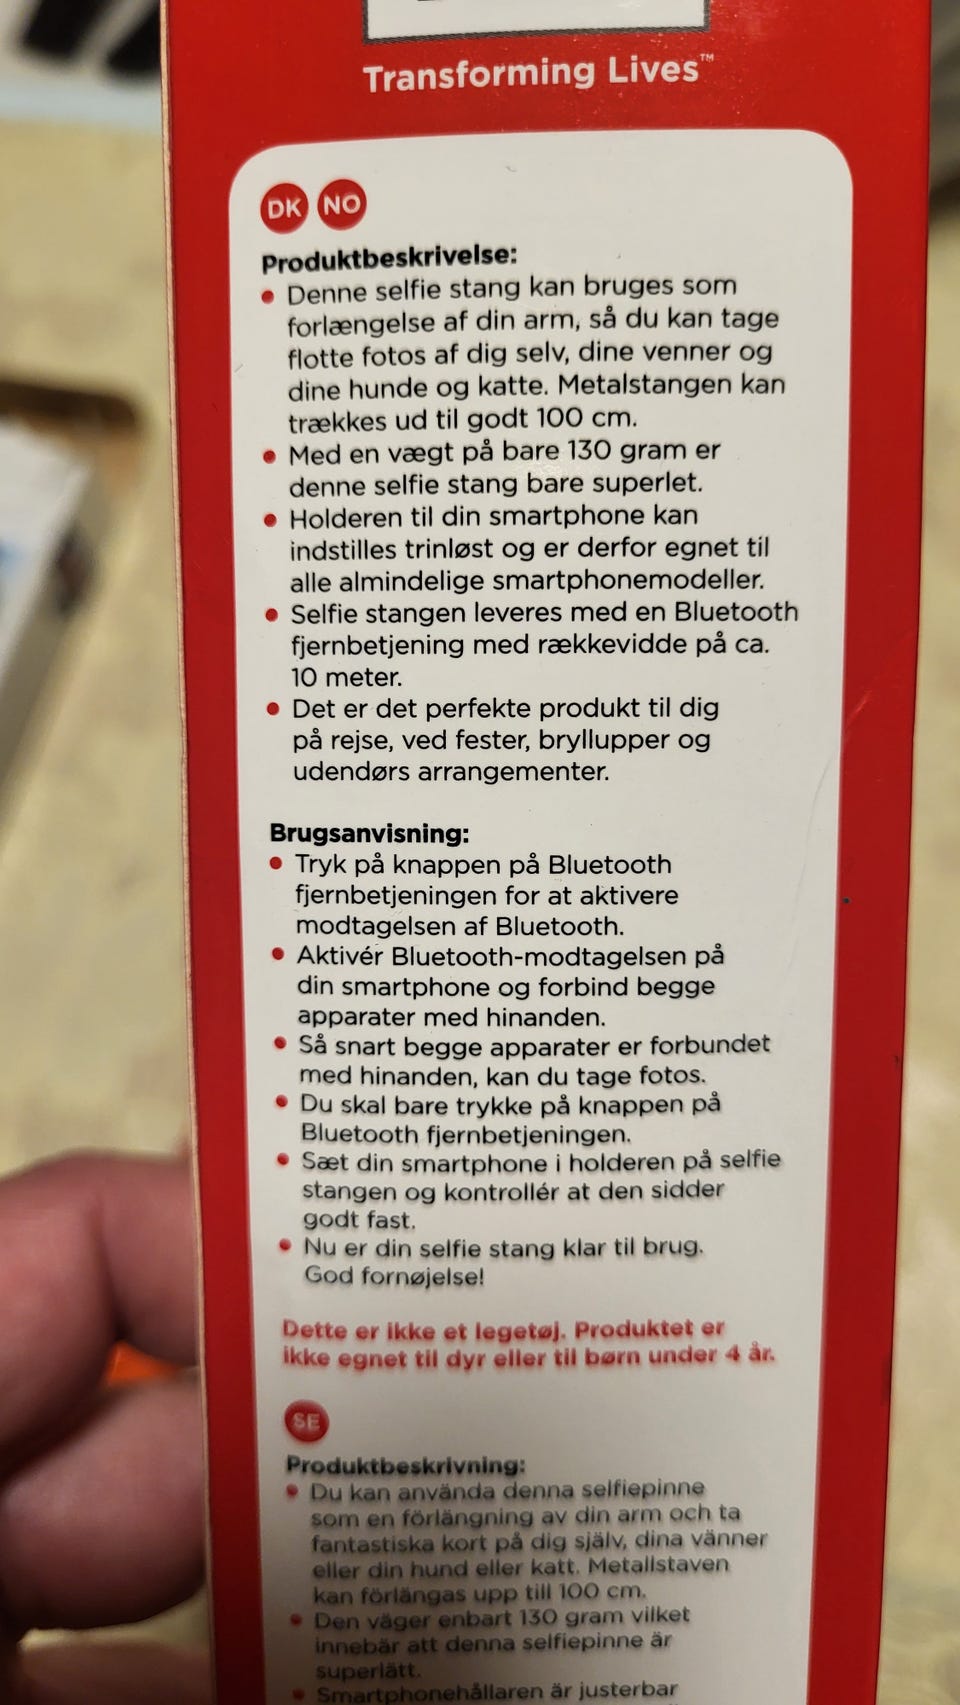 Transforming Lives™
DK NO
Produktbeskrivelse:
• Denne selfie stang kan bruges som
forlængelse af din arm, så du kan tage
flotte fotos af dig selv, dine venner og
dine hunde og katte. Metalstangen kan
trækkes ud til godt 100 cm.
• Med en vægt på bare 130 gram er
denne selfie stang bare superlet.
• Holderen til din smartphone kan
indstilles trinløst og er derfor egnet til
alle almindelige smartphonemodeller.
• Selfie stangen leveres med en Bluetooth
fjernbetjening med rækkevidde på ca.
10 meter.
• Det er det perfekte produkt til dig
på rejse, ved fester, bryllupper og
udendørs arrangementer.
Brugsanvisning:
• Tryk på knappen på Bluetooth
fjernbetjeningen for at aktivere
modtagelsen af Bluetooth.
• Aktivér Bluetooth-modtagelsen på
din smartphone og forbind begge
apparater med hinanden.
• Så snart begge apparater er forbundet
med hinanden, kan du tage fotos.
• Du skal bare trykke på knappen på
Bluetooth fjernbetjeningen.
• Sæt din smartphone i holderen på selfie
stangen og kontrollér at den sidder
godt fast.
• Nu er din selfie stang klar til brug.
God fornøjelse!
Dette er ikke et legetøj. Produktet er
ikke egnet til dyr eller til børn under 4 år.
SE
Produktbeskrivning:
• Du kan använda denna selfiepinne
som en förlängning av din arm och ta
fantastiska kort på dig själv, dina vänner
eller din hund eller katt. Metallstaven
kan förlängas upp till 100 cm.
• Den väger enbart 130 gram vilket
innebär att denna selfiepinne är
superlätt.
• Smartphonehållaren är justerbar